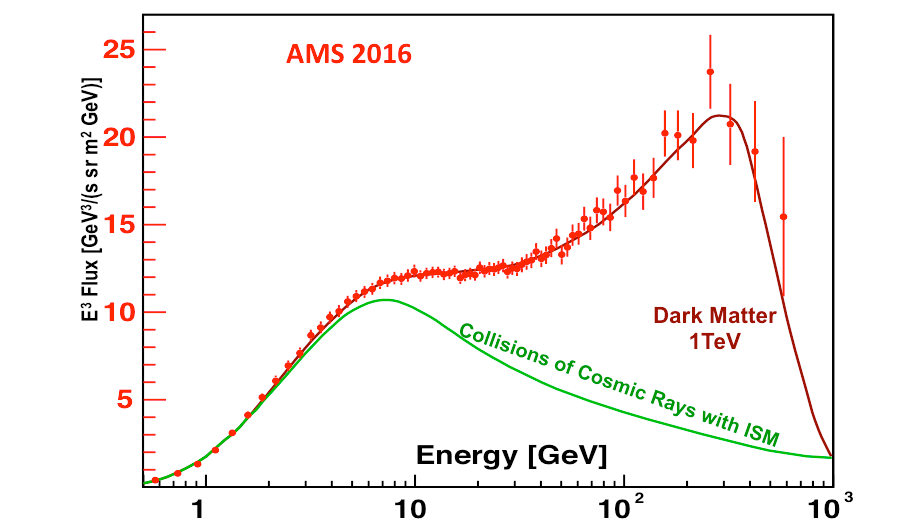 AMS 2016
E³ Flux [GeV³/(s sr m² GeV)]
25
20
15
10
5
Dark Matter
1TeV
Collisions of Cosmic Rays with ISM
Energy [GeV]
1
10
10²
10³